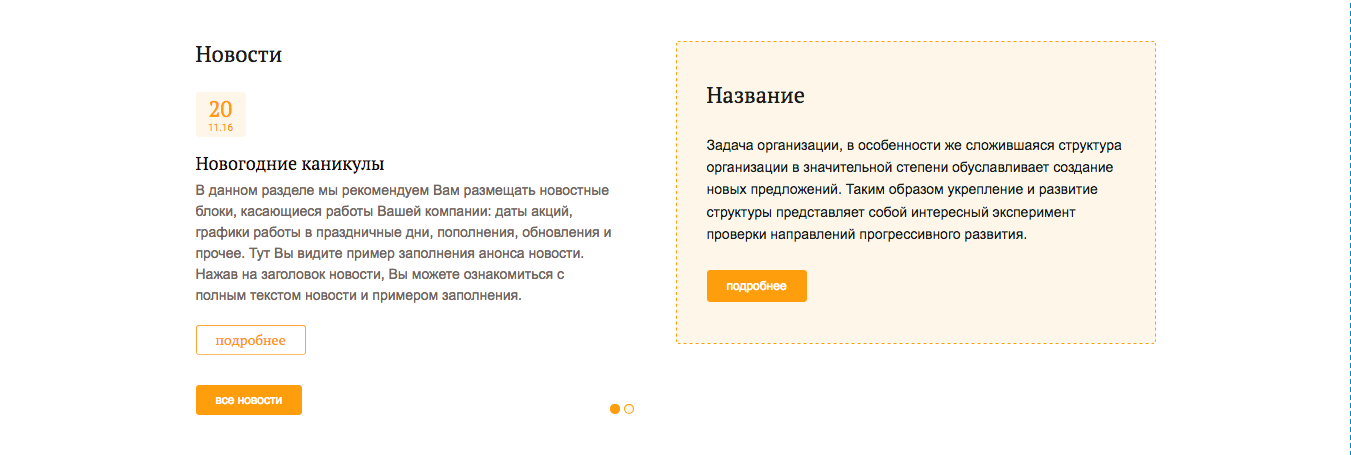 Новости
20
11.16
Новогодние каникулы
В данном разделе мы рекомендуем Вам размещать новостные
блоки, касающиеся работы Вашей компании: даты акций,
графики работы в праздничные дни, пополнения, обновления и
прочее. Тут Вы видите пример заполнения анонса новости.
Нажав на заголовок новости, Вы можете ознакомиться с
полным текстом новости и примером заполнения.
подробнее
все новости
Название
Задача организации, в особенности же сложившаяся структура
организации в значительной степени обуславливает создание
новых предложений. Таким образом укрепление и развитие
структуры представляет собой интересный эксперимент
проверки направлений прогрессивного развития.
подробнее